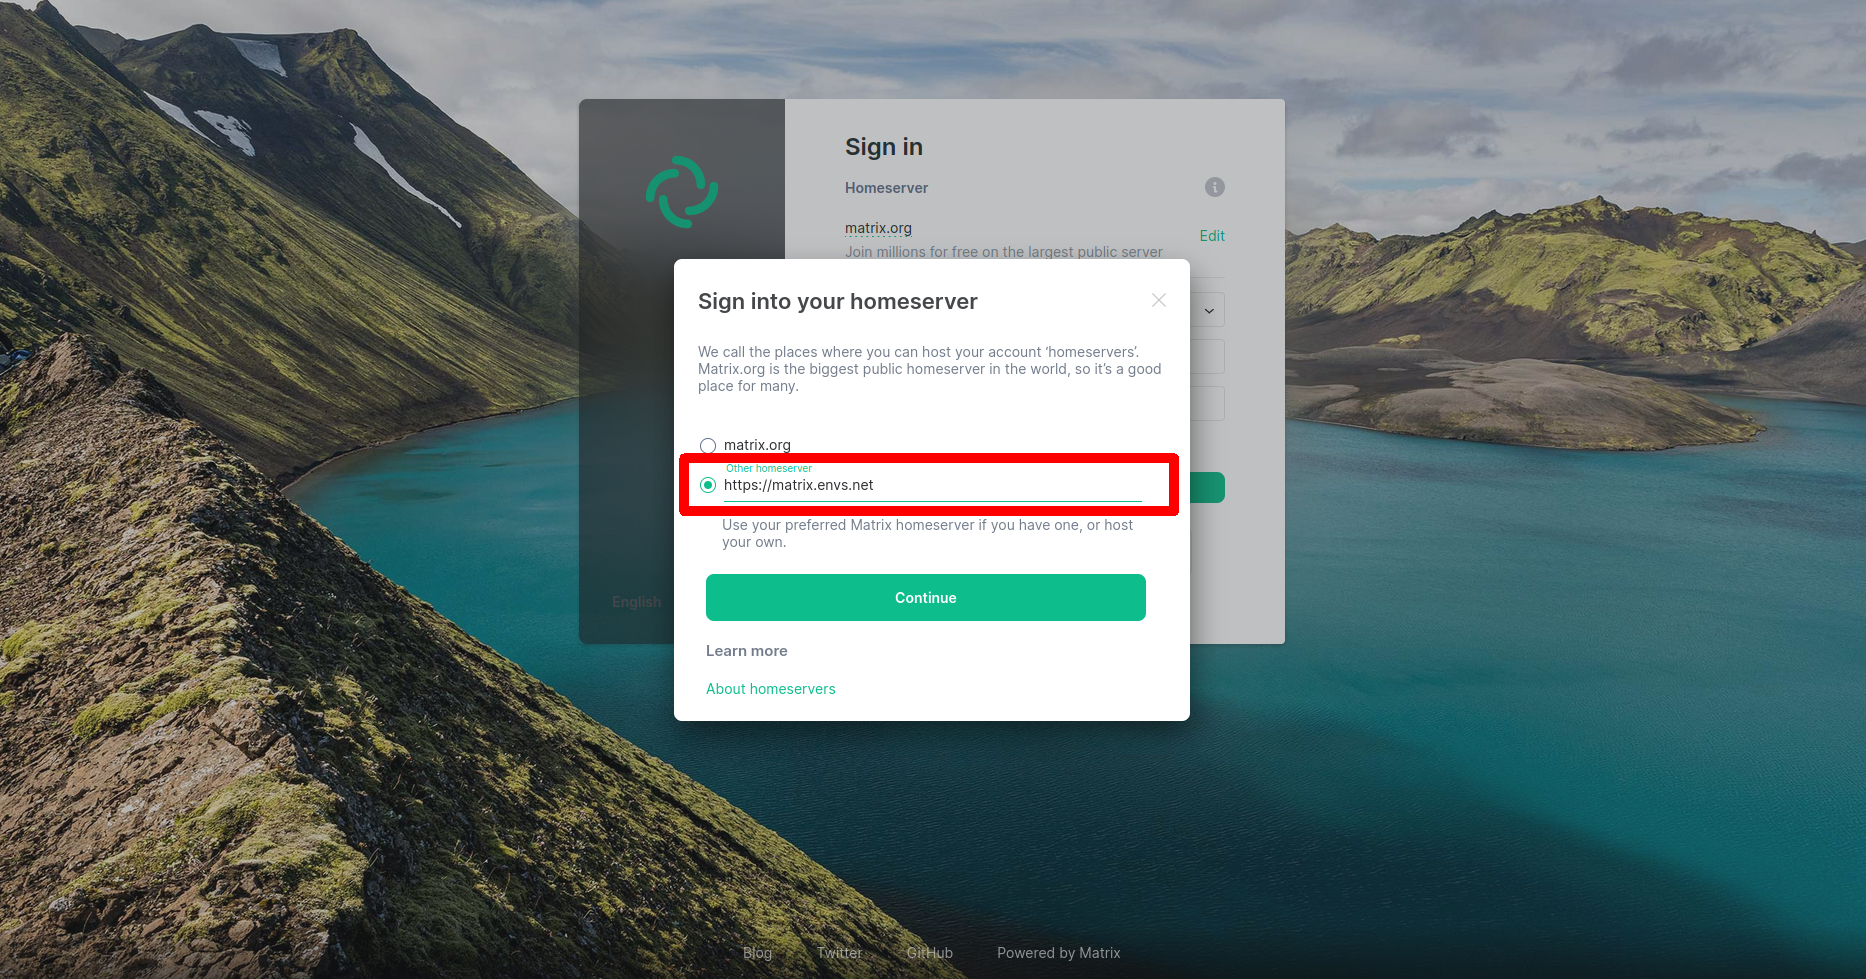 Sign in
Homeserver
matrix.org
Edit
Join millions for free on the largest public server
Sign into your homeserver
We call the places where you can host your account ‘homeservers’.
Matrix.org is the biggest public homeserver in the world, so it’s a good
place for many.
matrix.org
Other homeserver
https://matrix.envs.net
Use your preferred Matrix homeserver if you have one, or host
your own.
Continue
Learn more
About homeservers
English
Blog Twitter GitHub Powered by Matrix